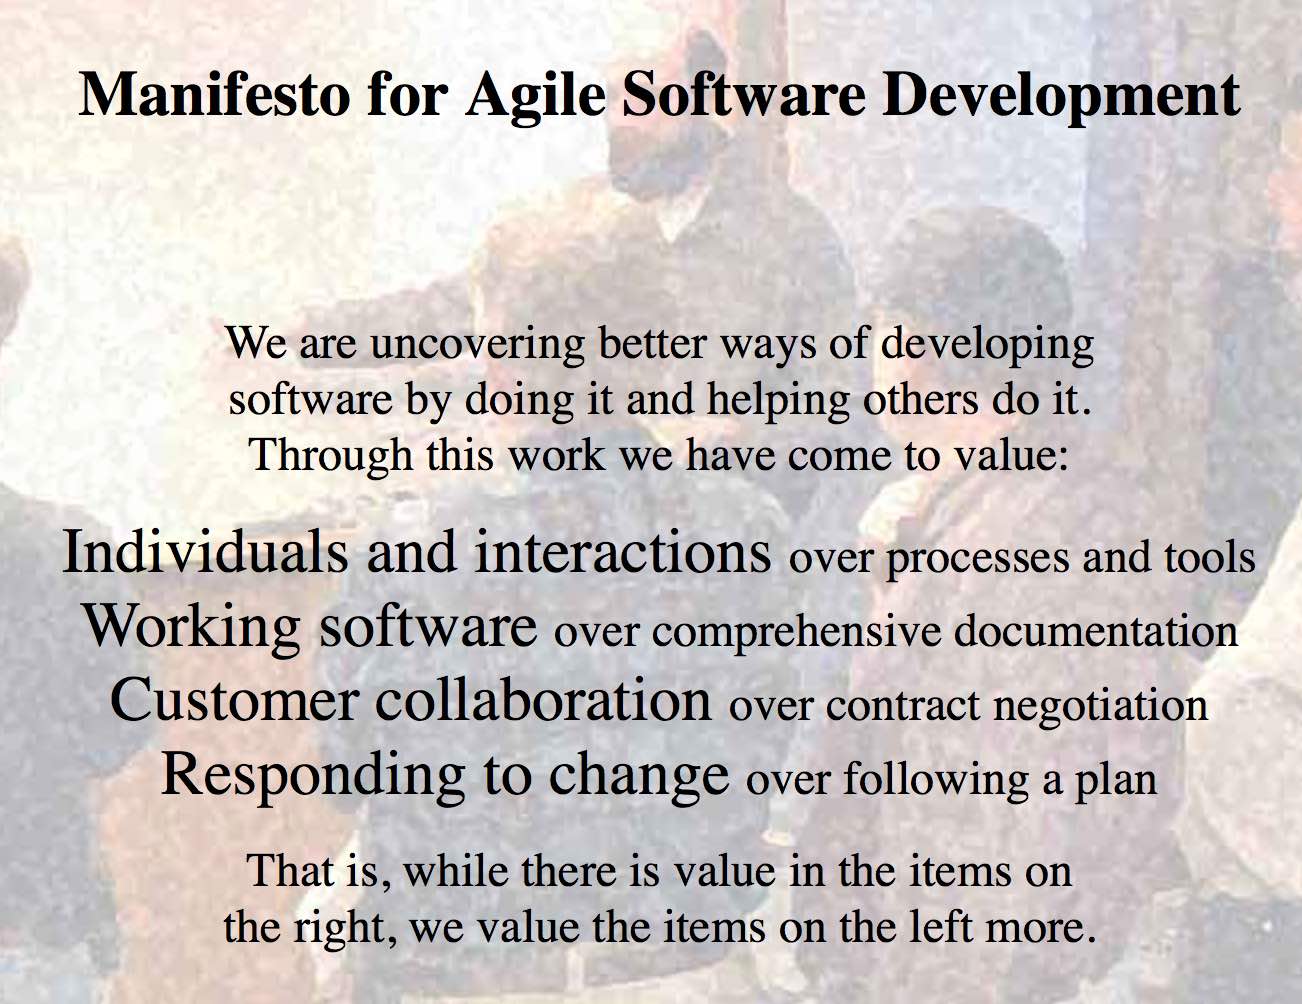 Manifesto for Agile Software Development
We are uncovering better ways of developing
software by doing it and helping others do it.
Through this work we have come to value:
Individuals and interactions over processes and tools
Working software over comprehensive documentation
Customer collaboration over contract negotiation
Responding to change over following a plan
That is, while there is value in the items on
the right, we value the items on the left more.